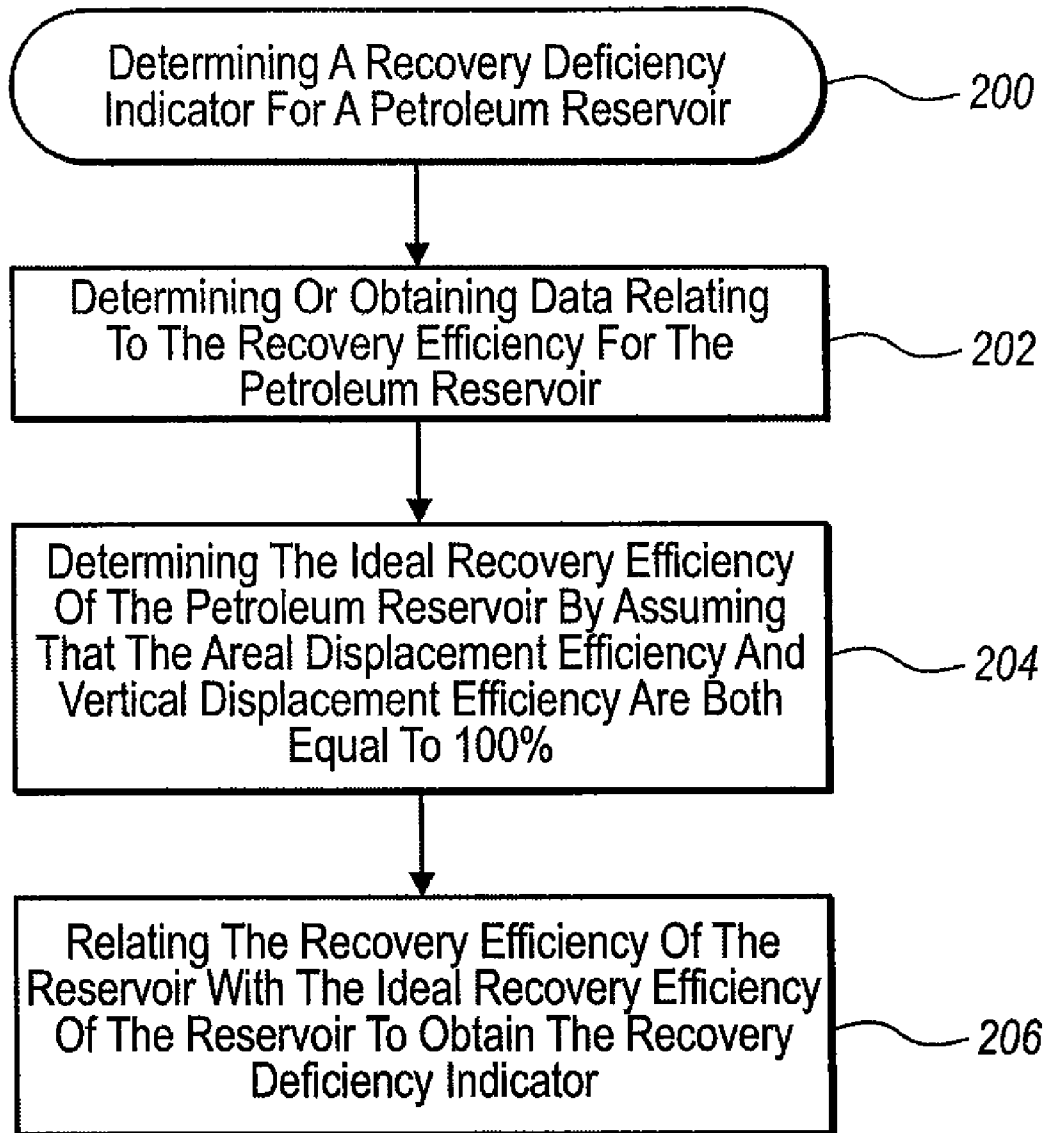 Determining A Recovery Deficiency
Indicator For A Petroleum Reservoir
200
Determining Or Obtaining Data Relating
To The Recovery Efficiency For The
Petroleum Reservoir
202
Determining The Ideal Recovery Efficiency
Of The Petroleum Reservoir By Assuming
That The Areal Displacement Efficiency And
Vertical Displacement Efficiency Are Both
Equal To 100%
204
Relating The Recovery Efficiency Of The
Reservoir With The Ideal Recovery Efficiency
Of The Reservoir To Obtain The Recovery
Deficiency Indicator
206